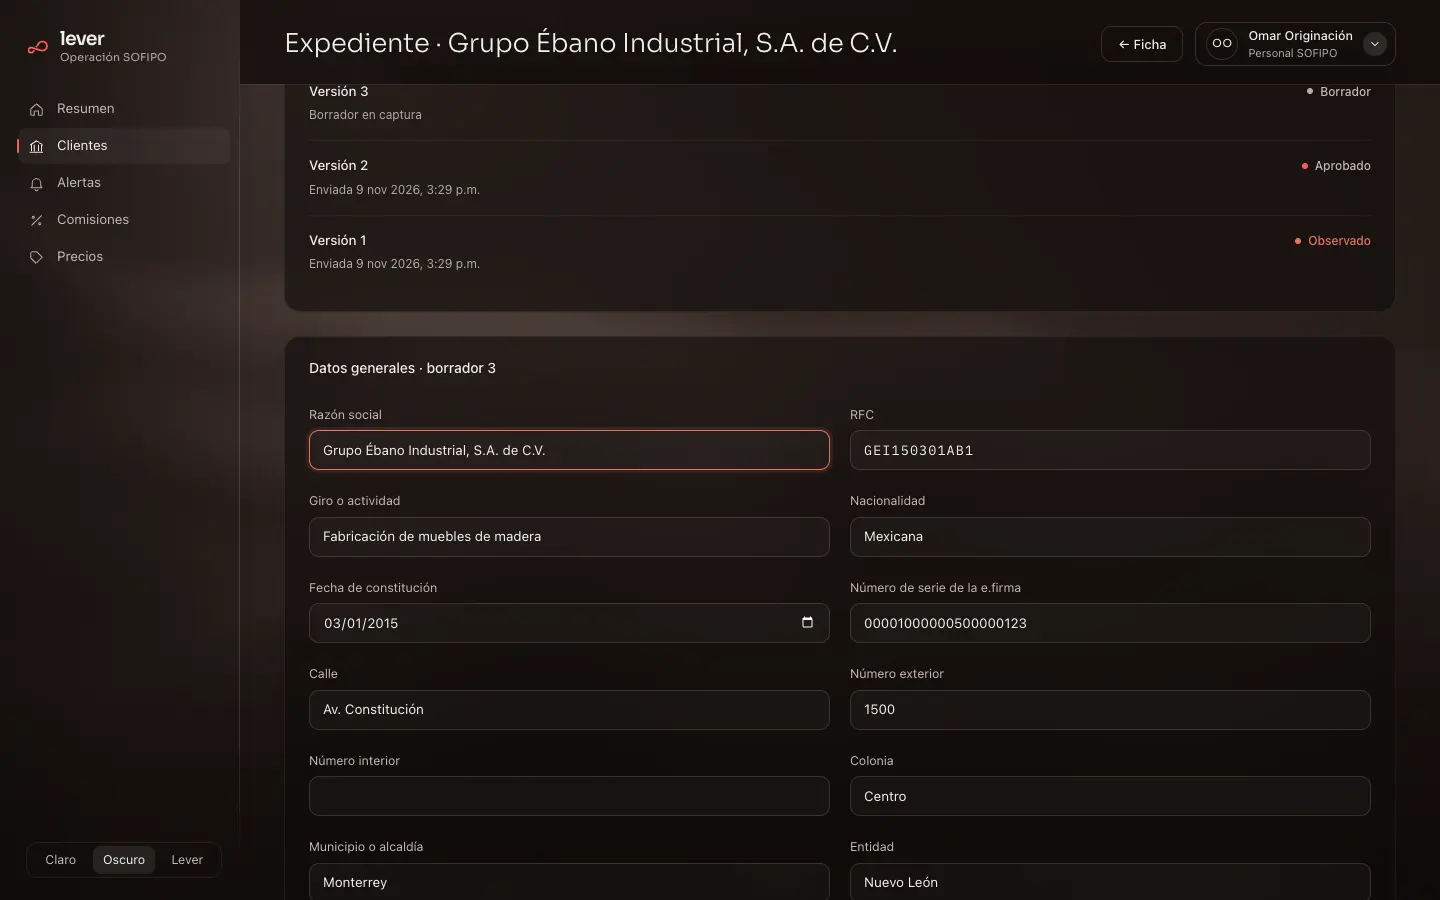 lever
Operación SOFIPO
Resumen
Clientes
Alertas
Comisiones
Precios
Claro
Oscuro
Lever
Expediente · Grupo Ébano Industrial, S.A. de C.V.
← Ficha
OO
Omar Originación
Personal SOFIPO
Versión 3
Borrador
Borrador en captura
Versión 2
Aprobado
Enviada 9 nov 2026, 3:29 p.m.
Versión 1
Observado
Enviada 9 nov 2026, 3:29 p.m.
Datos generales · borrador 3
Razón social
Grupo Ébano Industrial, S.A. de C.V.
RFC
GEI150301AB1
Giro o actividad
Fabricación de muebles de madera
Nacionalidad
Mexicana
Fecha de constitución
03/01/2015
Número de serie de la e.firma
00001000000500000123
Calle
Av. Constitución
Número exterior
1500
Número interior
Colonia
Centro
Municipio o alcaldía
Monterrey
Entidad
Nuevo León